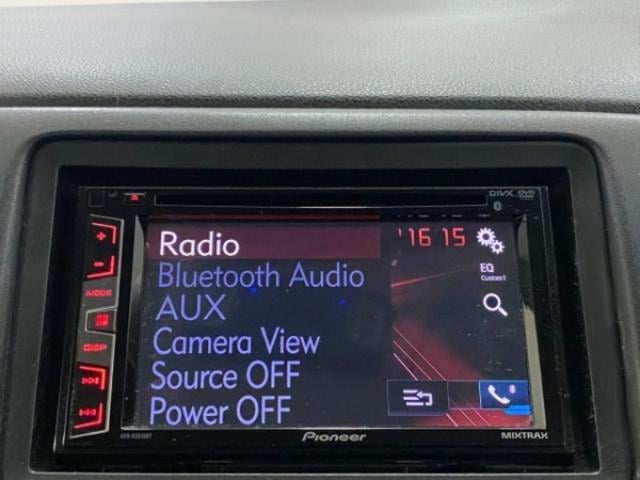 DIVX DVD
Radio
'16 15
Bluetooth Audio
EQ
Custom1
AUX
MODE
Camera View
DISP
Source OFF
Power OFF
Pioneer
MIXTRAX